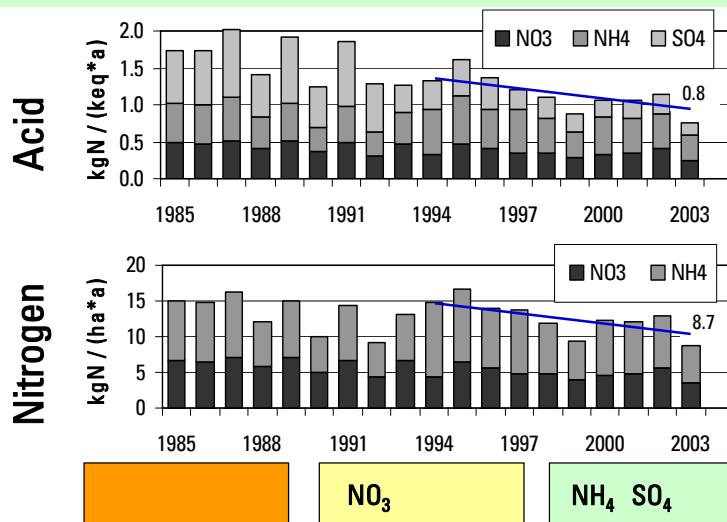 Acid
kgN / (keq*a)
2.0
1.5
1.0
0.5
0.0
NO3 NH4 SO4
0.8
1985 1988 1991 1994 1997 2000 2003
Nitrogen
kgN / (ha*a)
20
15
10
5
0
NO3 NH4
8.7
1985 1988 1991 1994 1997 2000 2003
NO₃
NH₄ SO₄